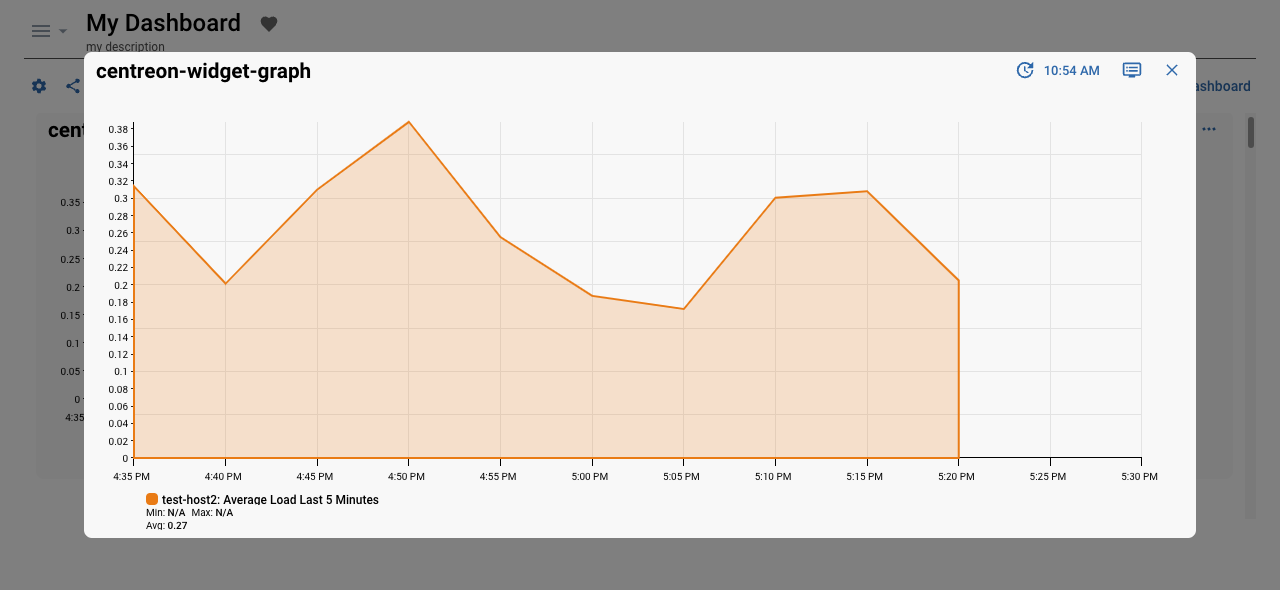 My Dashboard
my description
centreon-widget-graph
10:54 AM
ashboard
cen
0.38
0.36
0.34
0.32
0.3
0.28
0.26
0.24
0.22
0.2
0.18
0.16
0.14
0.12
0.1
0.08
0.06
0.04
0.02
0
0.35
0.3
0.25
0.2
0.15
0.1
0.05
0
4:35
4:35 PM 4:40 PM 4:45 PM 4:50 PM 4:55 PM 5:00 PM 5:05 PM 5:10 PM 5:15 PM 5:20 PM 5:25 PM 5:30 PM
test-host2: Average Load Last 5 Minutes
Min: N/A Max: N/A
Avg: 0.27